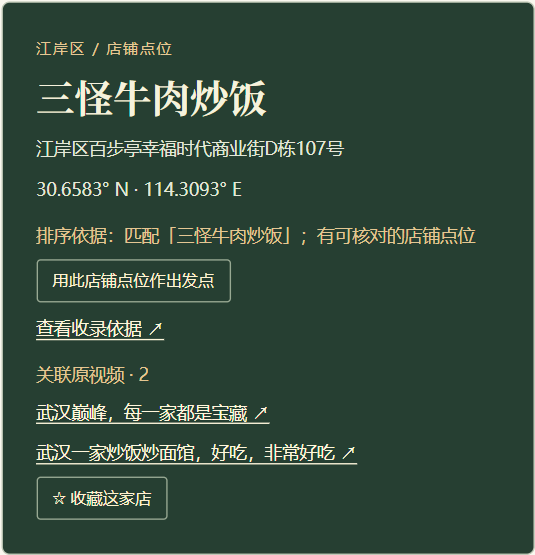 江岸区 / 店铺点位
三怪牛肉炒饭
江岸区百步亭幸福时代商业街D栋107号
30.6583° N · 114.3093° E
排序依据：匹配「三怪牛肉炒饭」；有可核对的店铺点位
用此店铺点位作出发点
查看收录依据 ↗
关联原视频 · 2
武汉巅峰，每一家都是宝藏 ↗
武汉一家炒饭炒面馆，好吃，非常好吃 ↗
☆ 收藏这家店